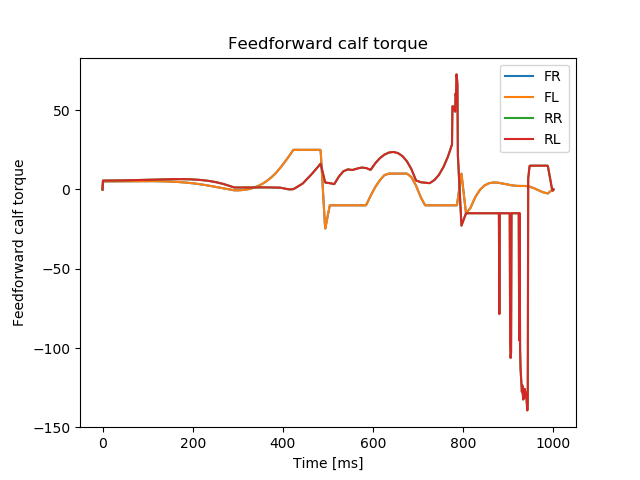 Feedforward calf torque
FR
FL
RR
RL
Feedforward calf torque
50
0
−50
−100
−150
0
200
400
600
800
1000
Time [ms]